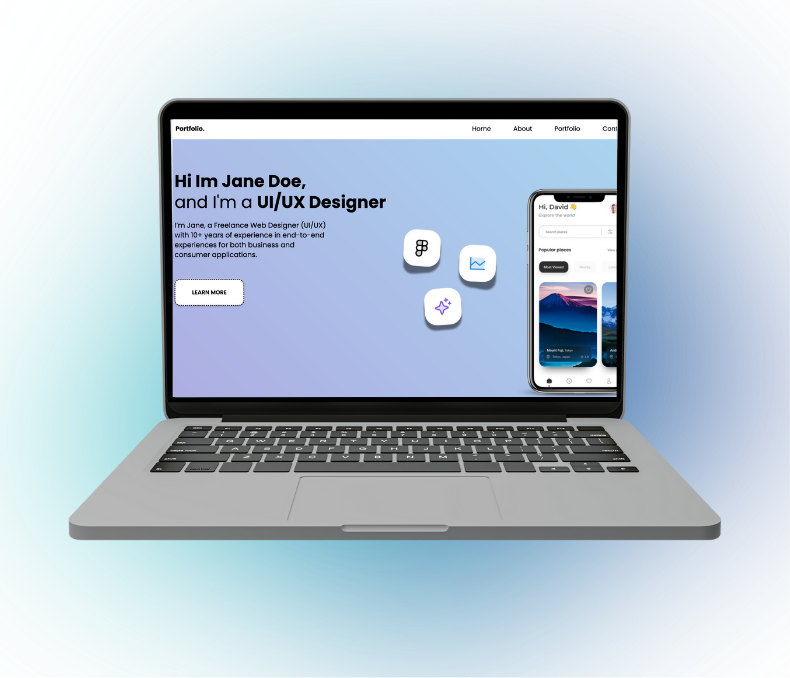 Portfolio.
Home
About
Portfolio
Cont
Hi Im Jane Doe,
and I'm a UI/UX Designer
I'm Jane, a Freelance Web Designer (UI/UX)
with 10+ years of experience in end-to-end
experiences for both business and
consumer applications.
LEARN MORE
Hi, David 👋
Explore the world
Search places
Popular places
View
Most Viewed
Nearby
Mount Fuji, Tokyo
Tokyo, Japan
Q W E R T Y U I O P
A S D F G H J K L
Z X C V B N M